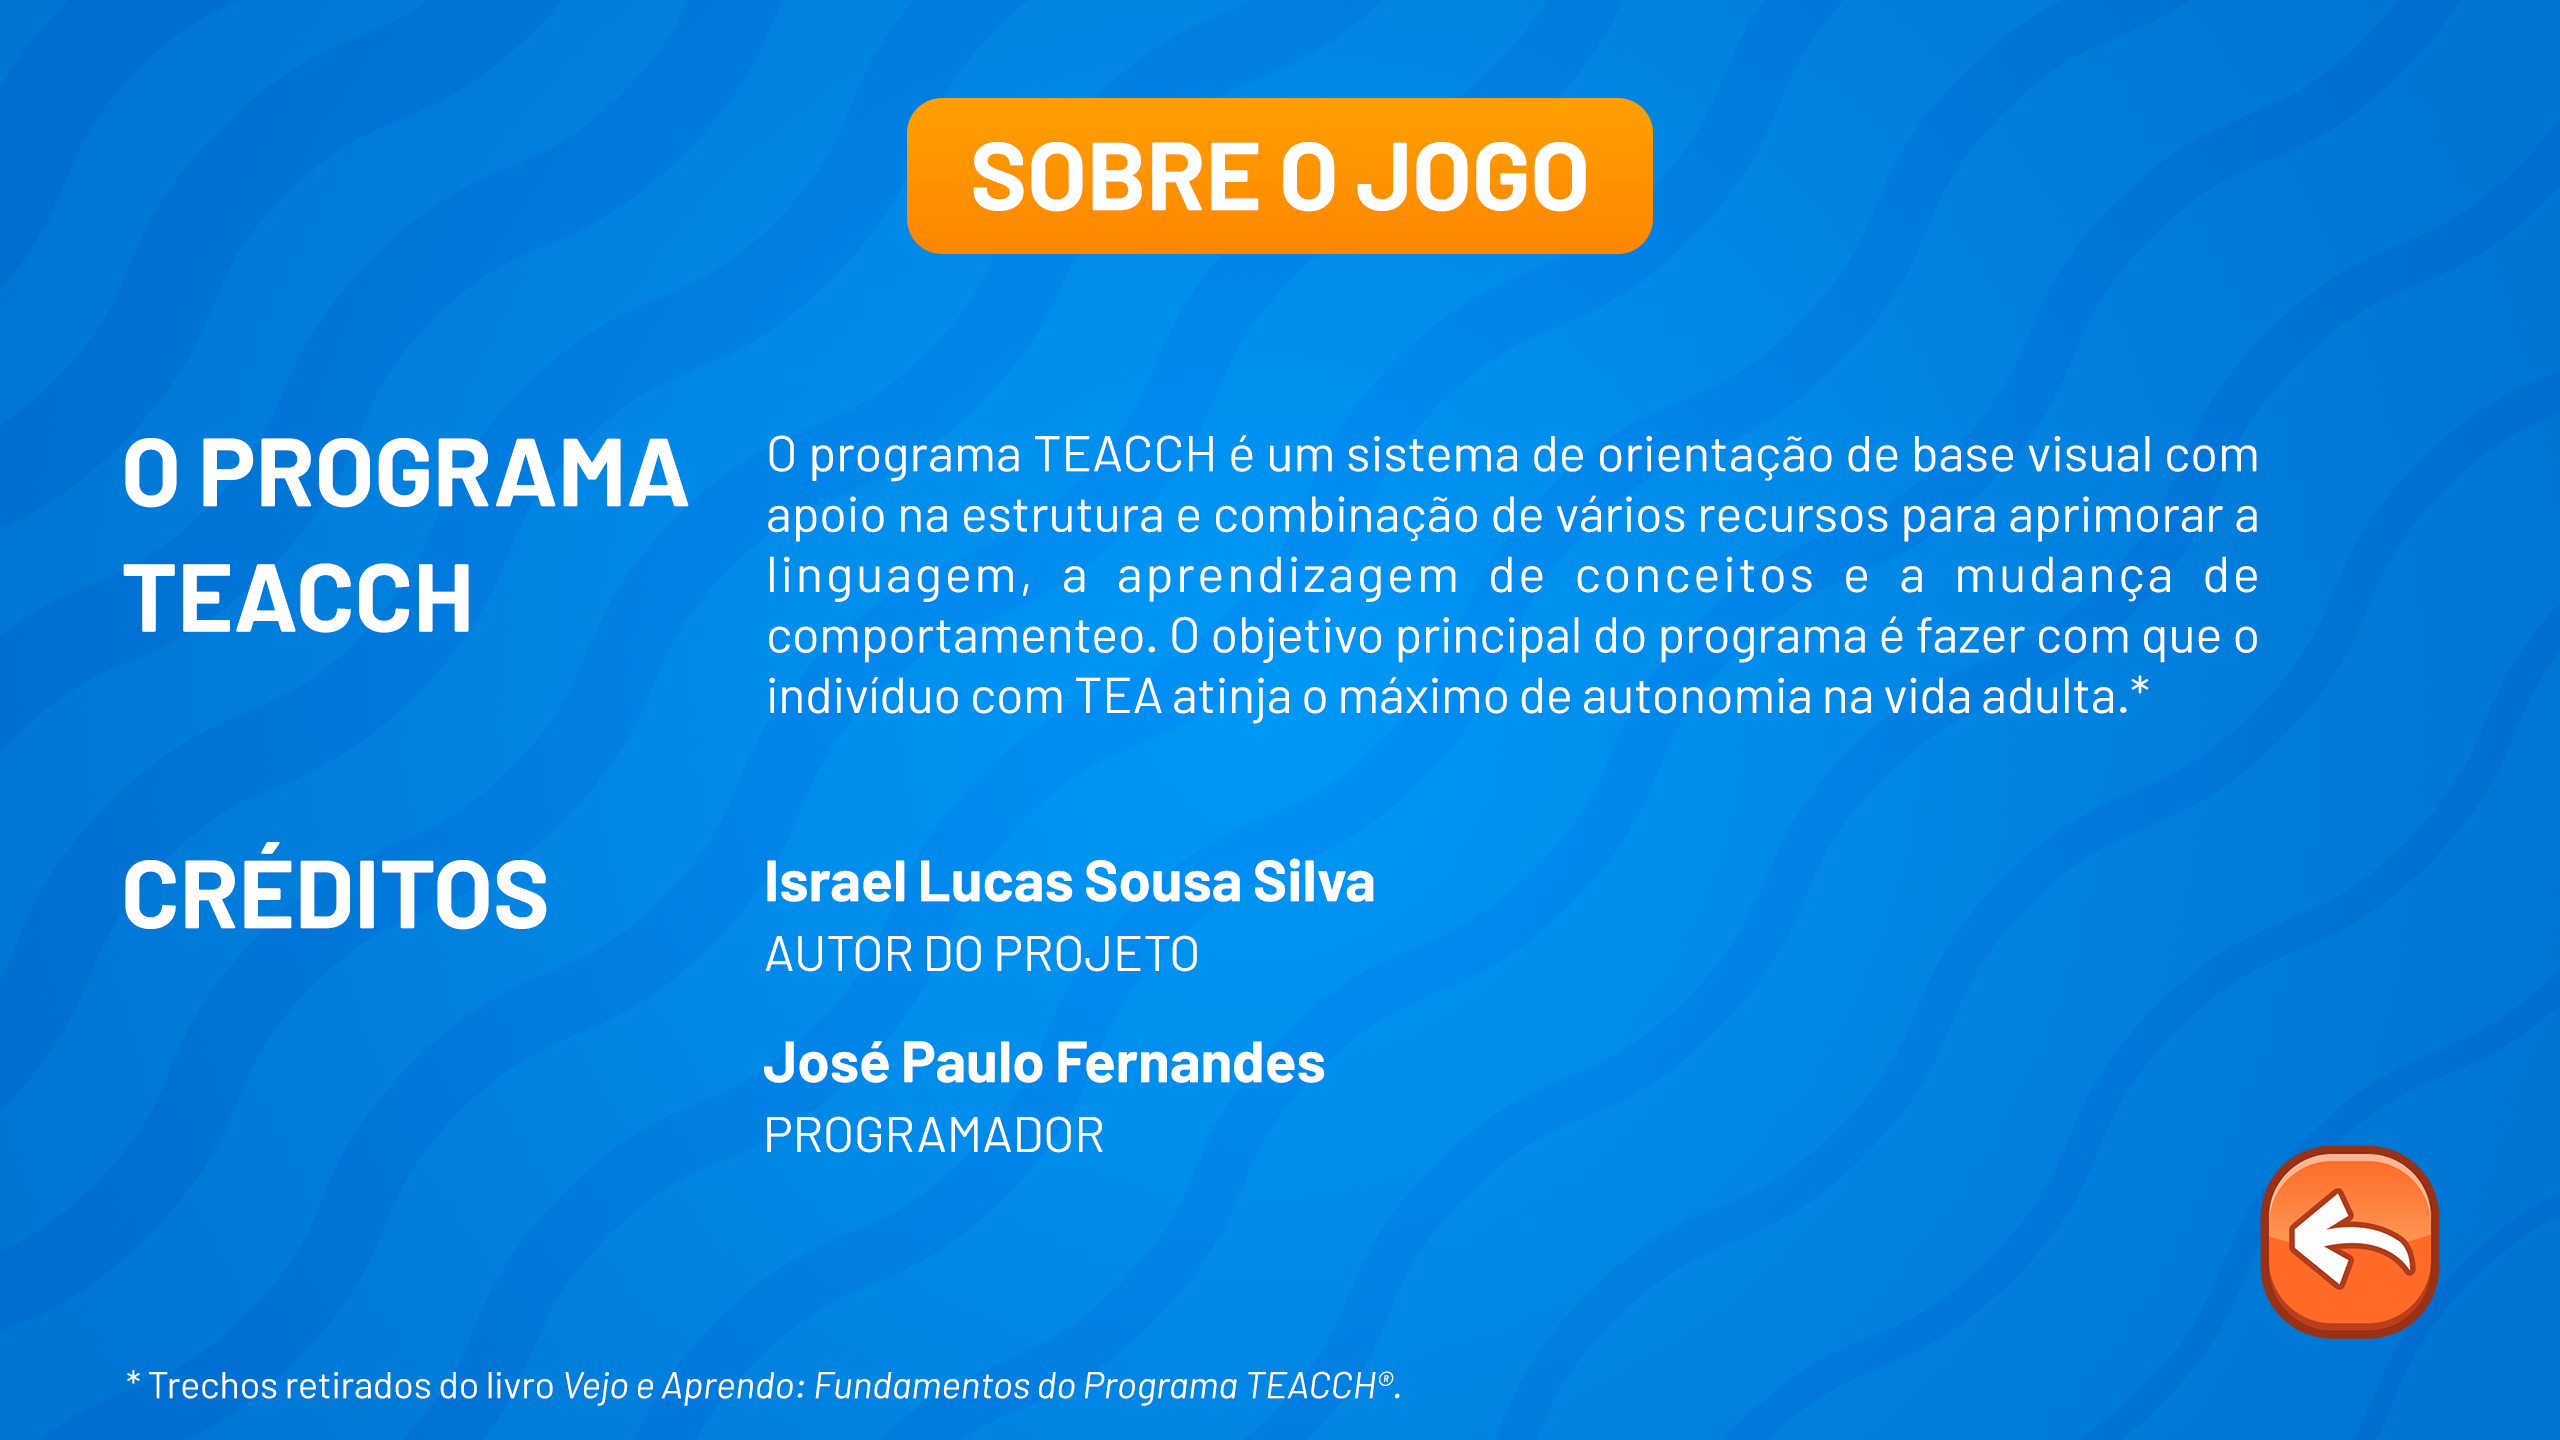 SOBRE O JOGO
O PROGRAMA
TEACCH
O programa TEACCH é um sistema de orientação de base visual com
apoio na estrutura e combinação de vários recursos para aprimorar a
linguagem, a aprendizagem de conceitos e a mudança de
comportamenteo. O objetivo principal do programa é fazer com que o
indivíduo com TEA atinja o máximo de autonomia na vida adulta.*
CRÉDITOS
Israel Lucas Sousa Silva
AUTOR DO PROJETO
José Paulo Fernandes
PROGRAMADOR
* Trechos retirados do livro Vejo e Aprendo: Fundamentos do Programa TEACCH®.